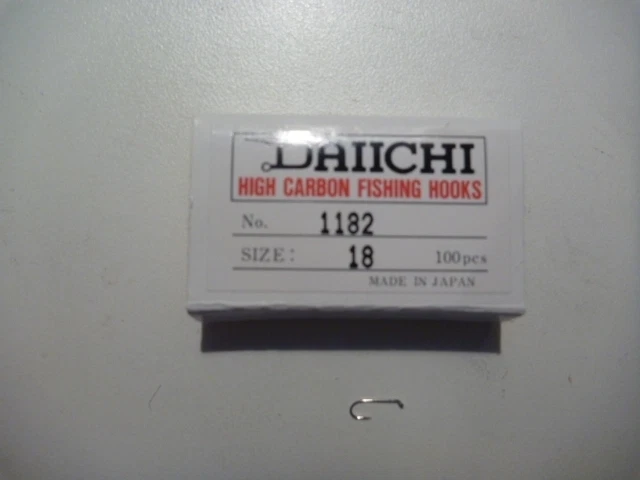 DAIICHI
HIGH CARBON FISHING HOOKS
No. 1182
SIZE: 18 100pcs
MADE IN JAPAN